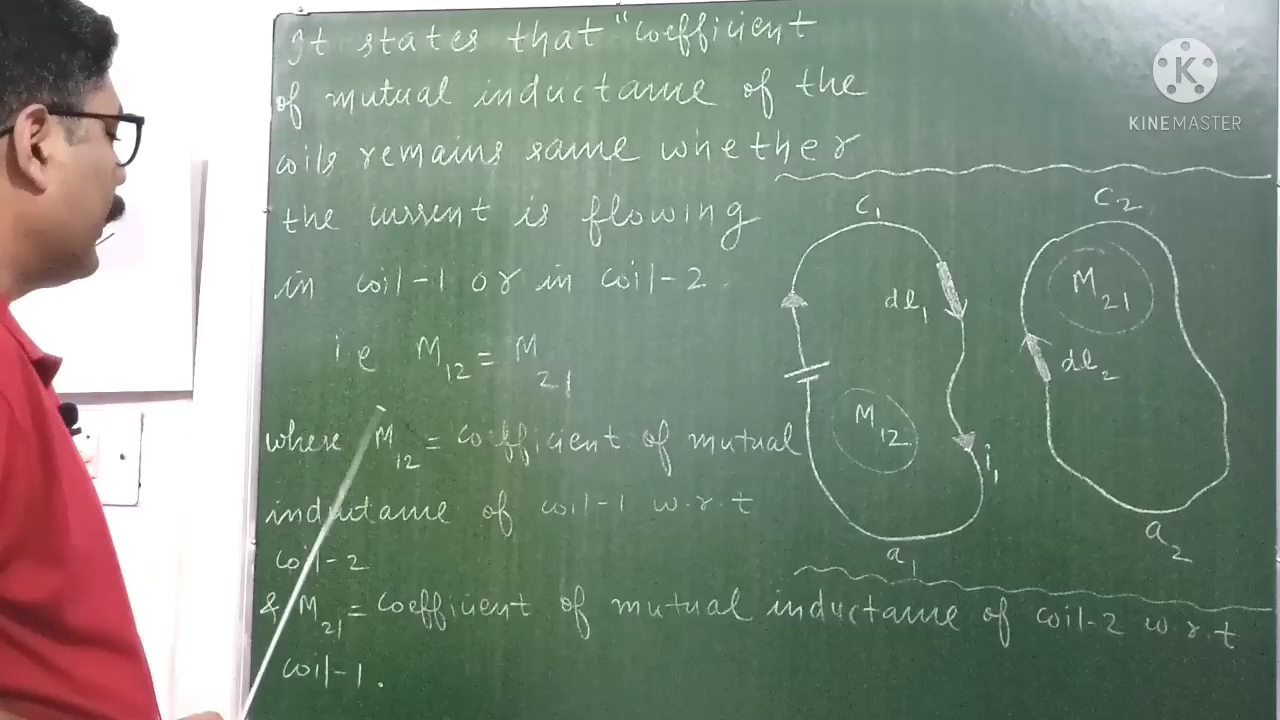 It states that "coefficient
of mutual inductance of the
coils remains same whether
the current is flowing
in coil-1 or in coil-2.
i e M12 = M21
where M12 = coefficient of mutual
inductance of coil-1 w.r.t
coil-2
& M21 = coefficient of mutual inductance of coil-2 w.r.t
coil-1.
C1
dl1
M12
i1
a1
C2
M21
dl2
a2
K
KINEMASTER